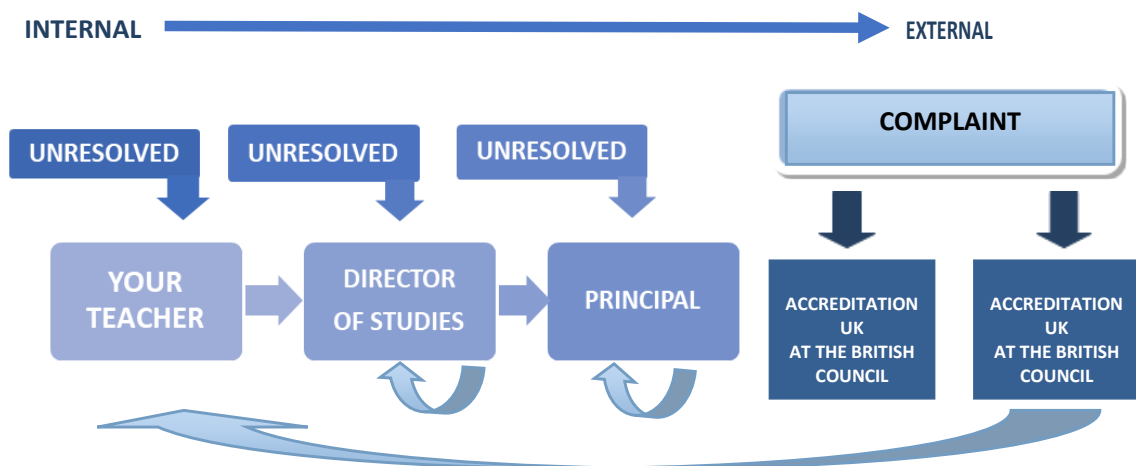 INTERNAL
EXTERNAL
COMPLAINT
UNRESOLVED
UNRESOLVED
UNRESOLVED
YOUR
TEACHER
DIRECTOR
OF STUDIES
PRINCIPAL
ACCREDITATION
UK
AT THE BRITISH
COUNCIL
ACCREDITATION
UK
AT THE BRITISH
COUNCIL